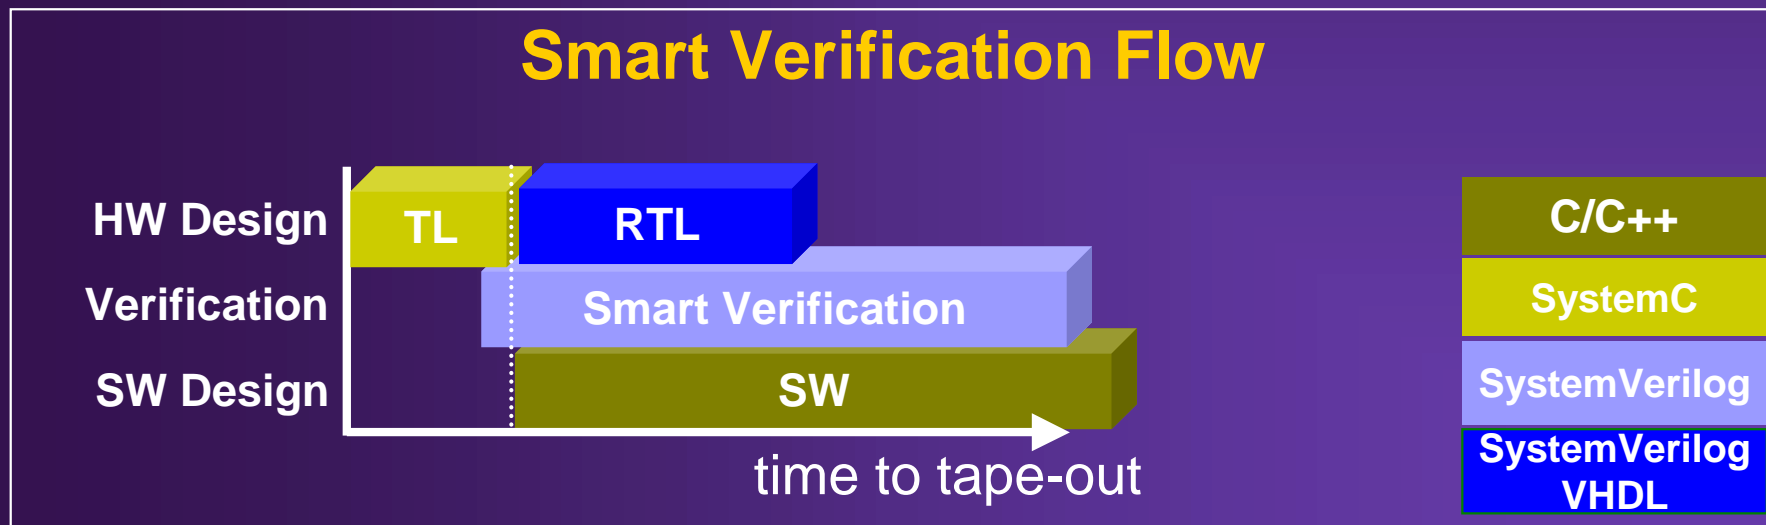 Smart Verification Flow
HW Design
TL
RTL
Verification
Smart Verification
SW Design
SW
time to tape-out
C/C++
SystemC
SystemVerilog
SystemVerilog
VHDL